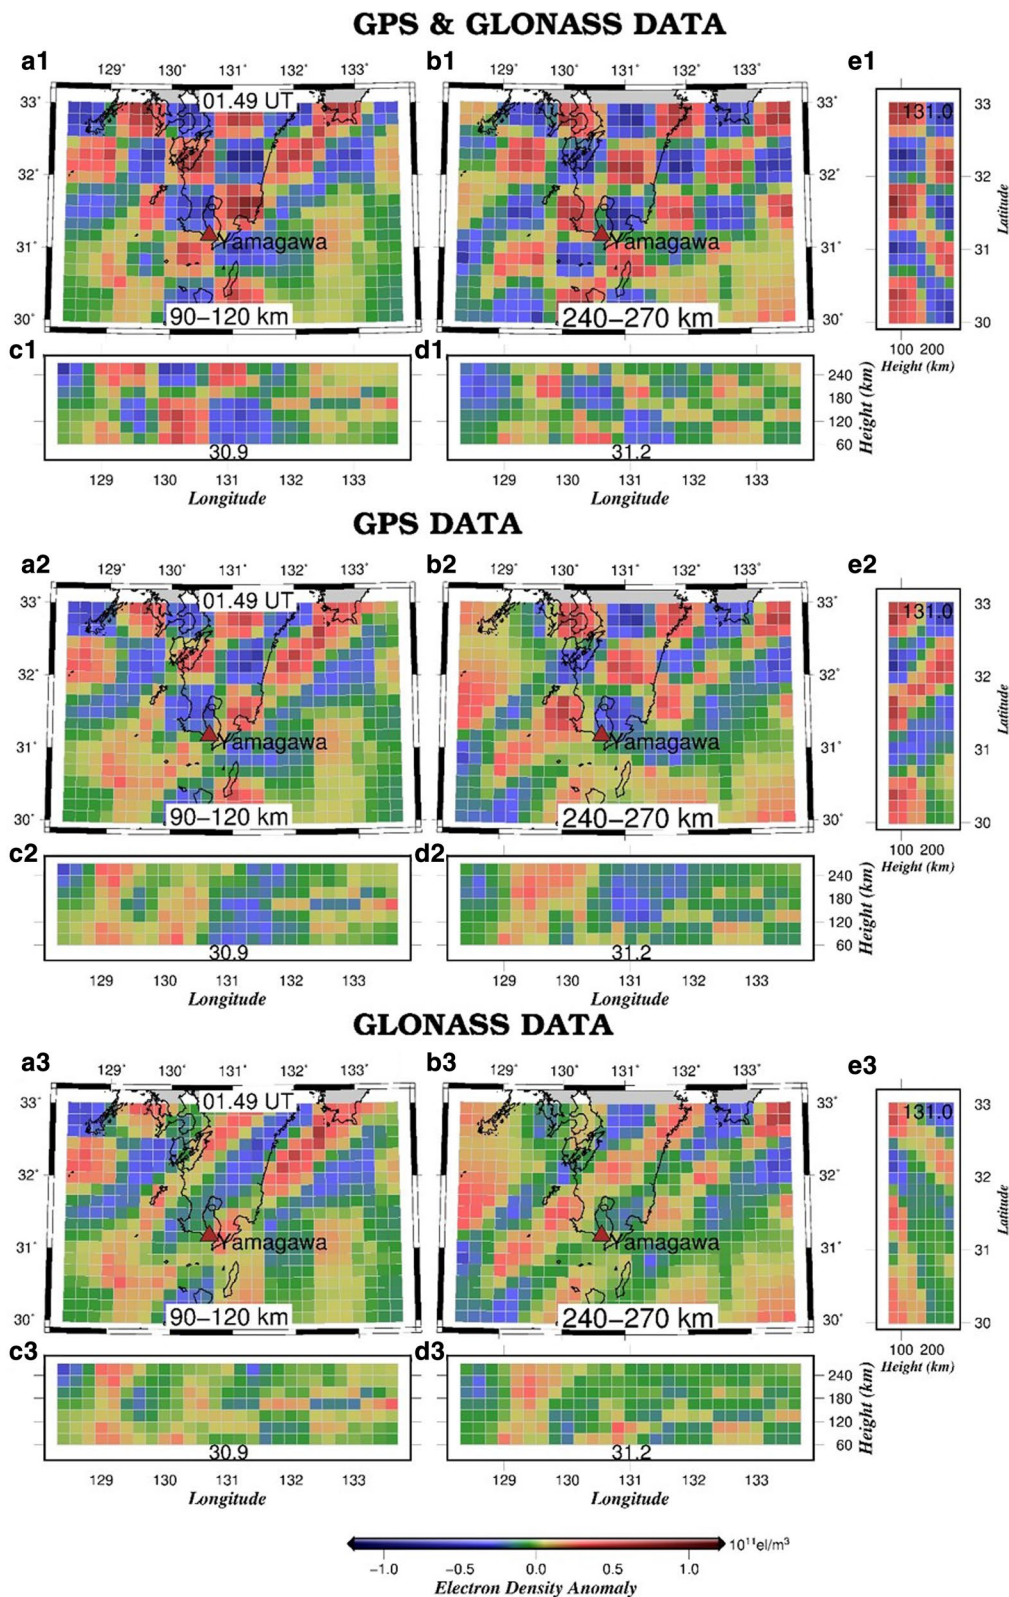 GPS & GLONASS DATA
a1
b1
e1
129° 130° 131° 132° 133°
129° 130° 131° 132° 133°
01.49 UT
131.0
33° 33° 33
32° 32° 32
31° 31° 31
30° 30° 30
Latitude
Yamagawa
Yamagawa
90–120 km
240–270 km
100 200
Height (km)
c1
d1
240
180
120
60
Height (km)
30.9
31.2
129 130 131 132 133
129 130 131 132 133
Longitude
Longitude
GPS DATA
a2
b2
e2
129° 130° 131° 132° 133°
129° 130° 131° 132° 133°
01.49 UT
131.0
33° 33° 33
32° 32° 32
31° 31° 31
30° 30° 30
Latitude
Yamagawa
Yamagawa
90–120 km
240–270 km
100 200
Height (km)
c2
d2
240
180
120
60
Height (km)
30.9
31.2
129 130 131 132 133
129 130 131 132 133
Longitude
Longitude
GLONASS DATA
a3
b3
e3
129° 130° 131° 132° 133°
129° 130° 131° 132° 133°
01.49 UT
131.0
33° 33° 33
32° 32° 32
31° 31° 31
30° 30° 30
Latitude
Yamagawa
Yamagawa
90–120 km
240–270 km
100 200
Height (km)
c3
d3
240
180
120
60
Height (km)
30.9
31.2
129 130 131 132 133
129 130 131 132 133
Longitude
Longitude
10¹¹el/m³
−1.0 −0.5 0.0 0.5 1.0
Electron Density Anomaly